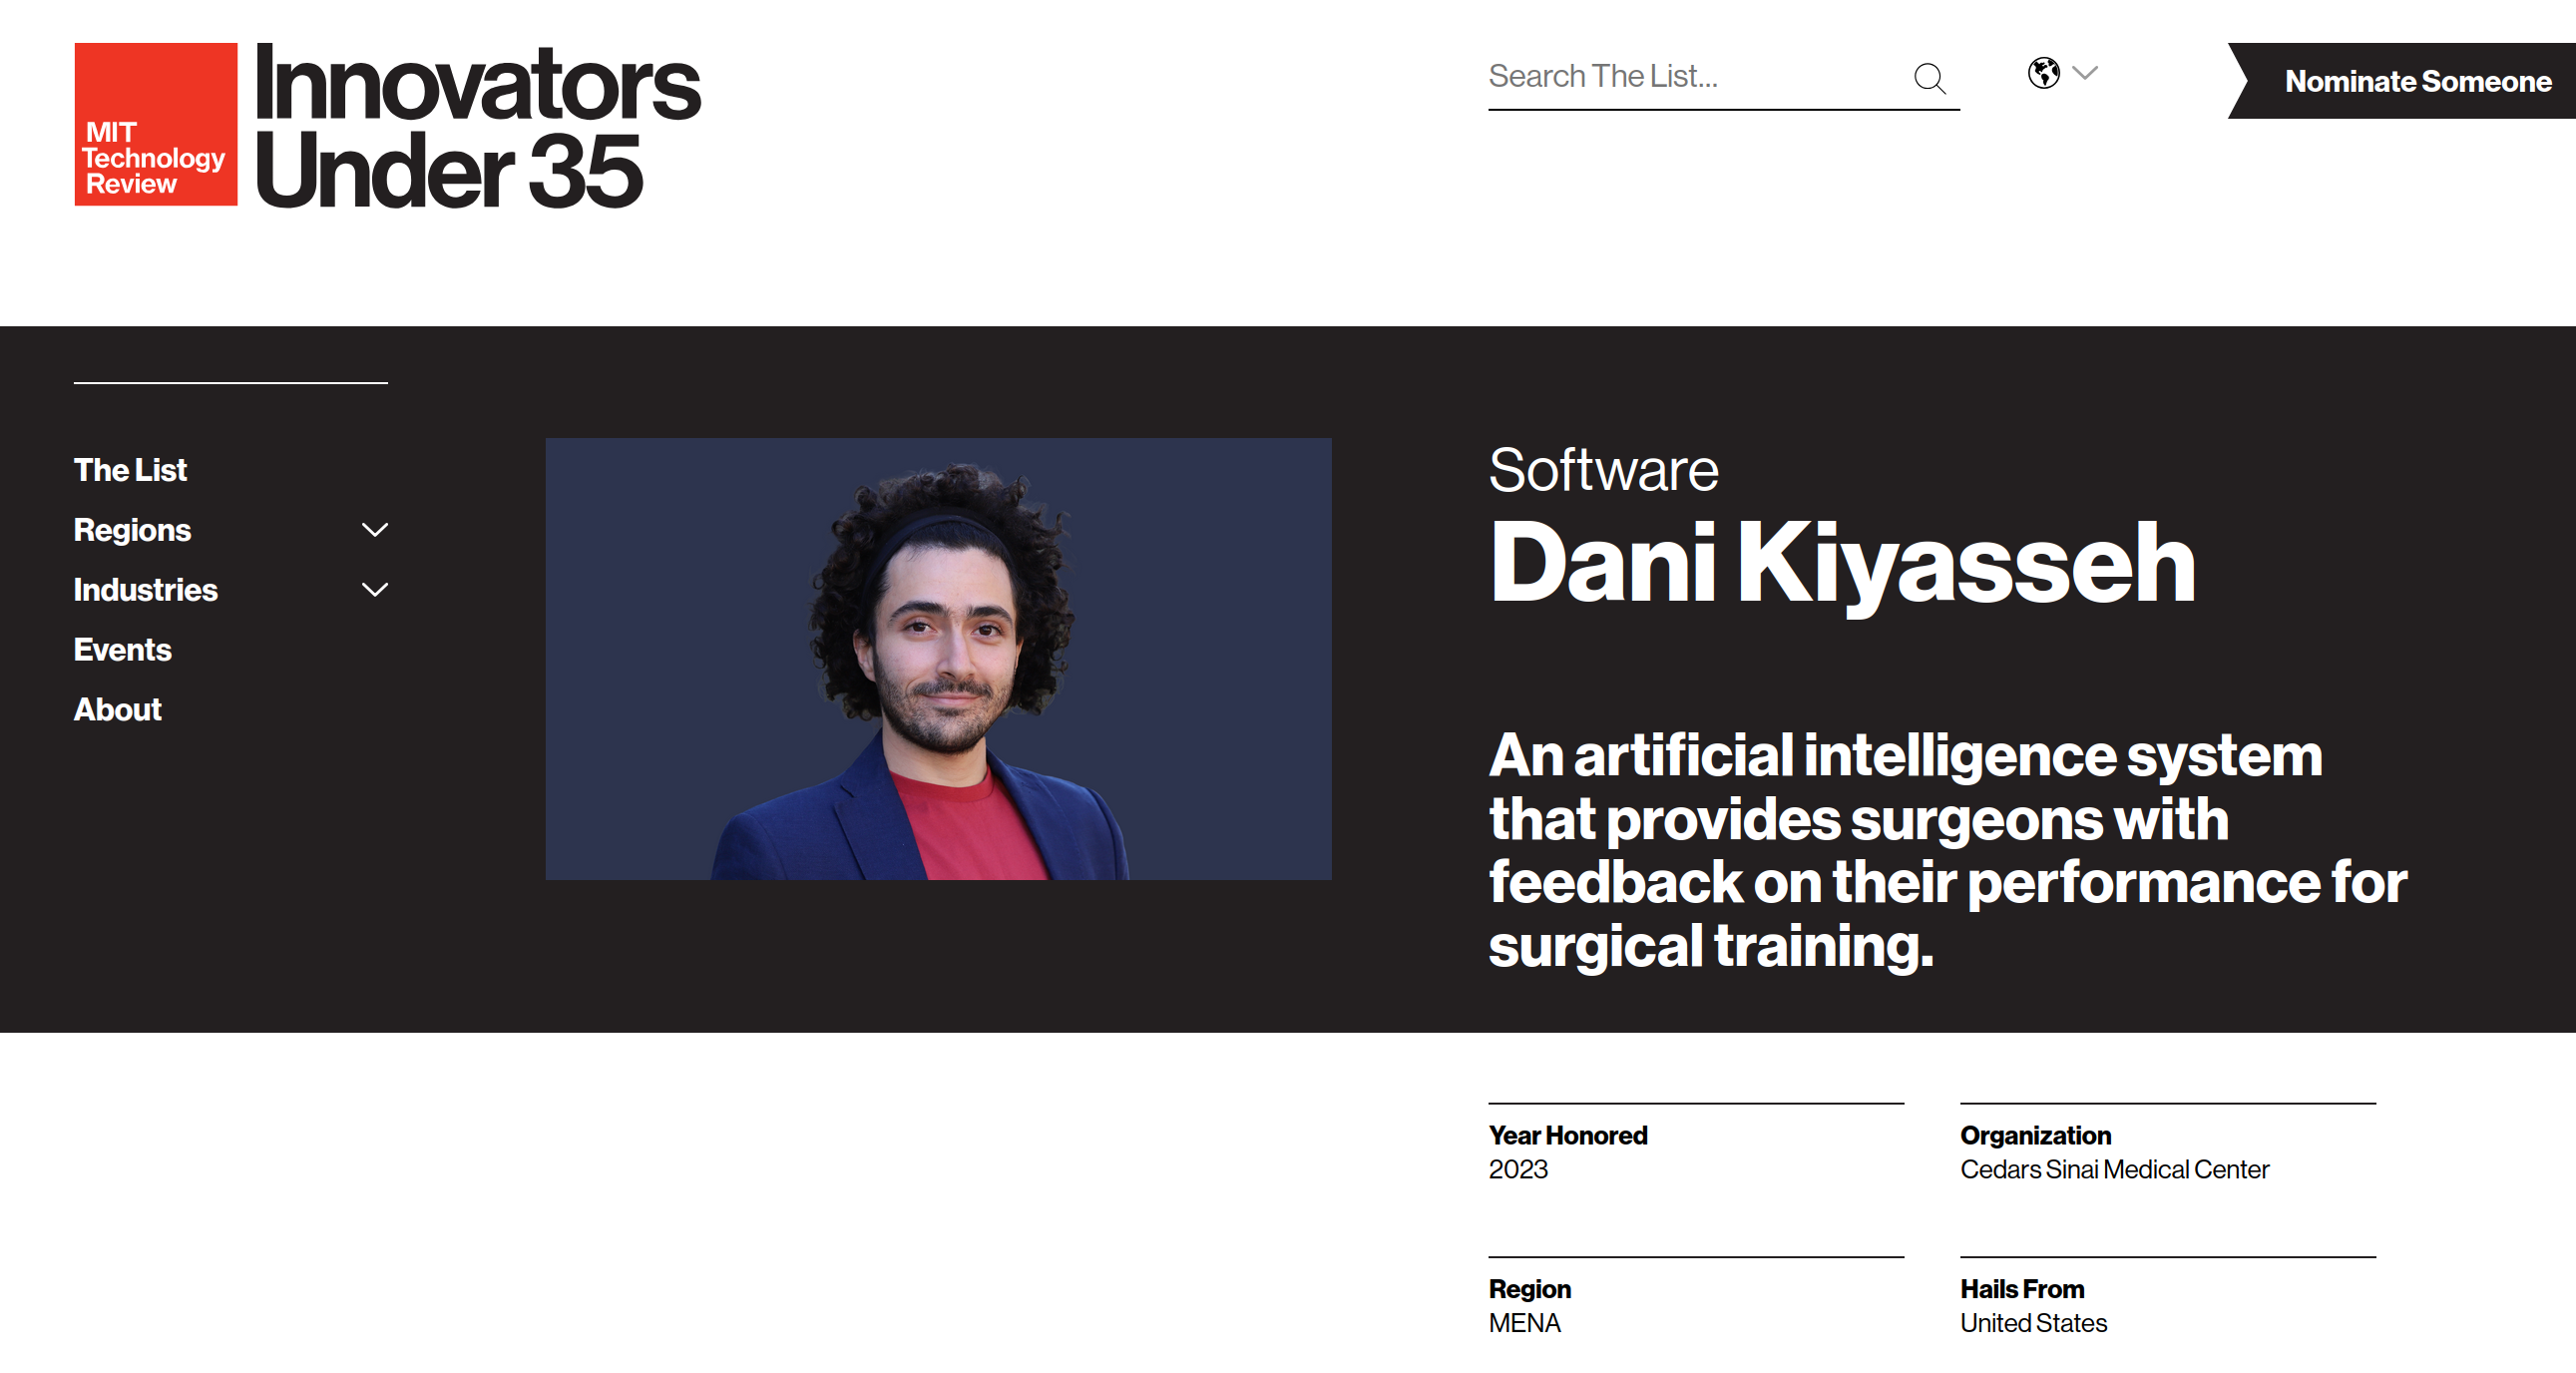 MIT
Technology
Review
Innovators
Under 35
Search The List...
Nominate Someone
The List
Regions
Industries
Events
About
Software
Dani Kiyasseh
An artificial intelligence system
that provides surgeons with
feedback on their performance for
surgical training.
Year Honored
2023
Organization
Cedars Sinai Medical Center
Region
MENA
Hails From
United States